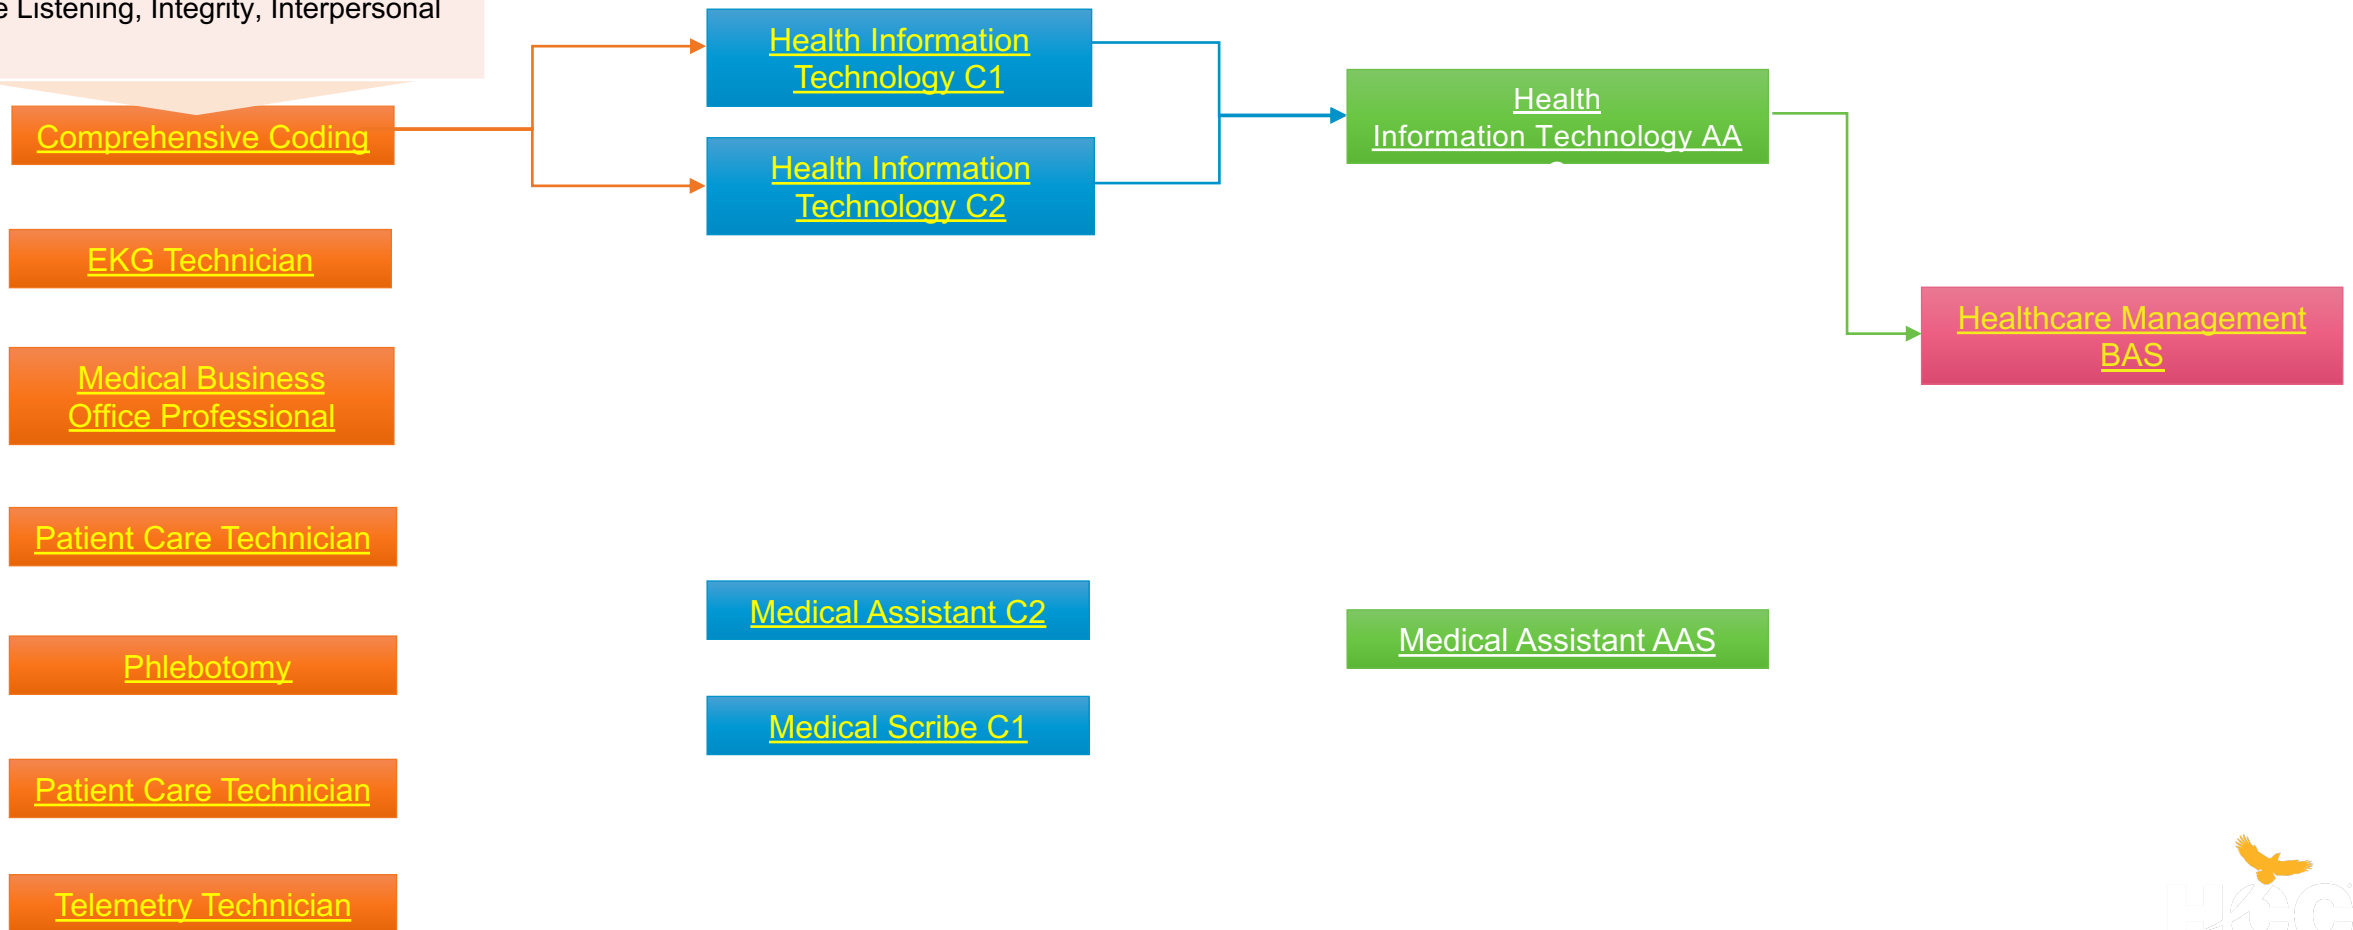 e Listening, Integrity, Interpersonal
Comprehensive Coding
EKG Technician
Medical Business
Office Professional
Patient Care Technician
Phlebotomy
Patient Care Technician
Telemetry Technician
Health Information
Technology C1
Health Information
Technology C2
Medical Assistant C2
Medical Scribe C1
Health
Information Technology AA
Medical Assistant AAS
Healthcare Management
BAS
HCC